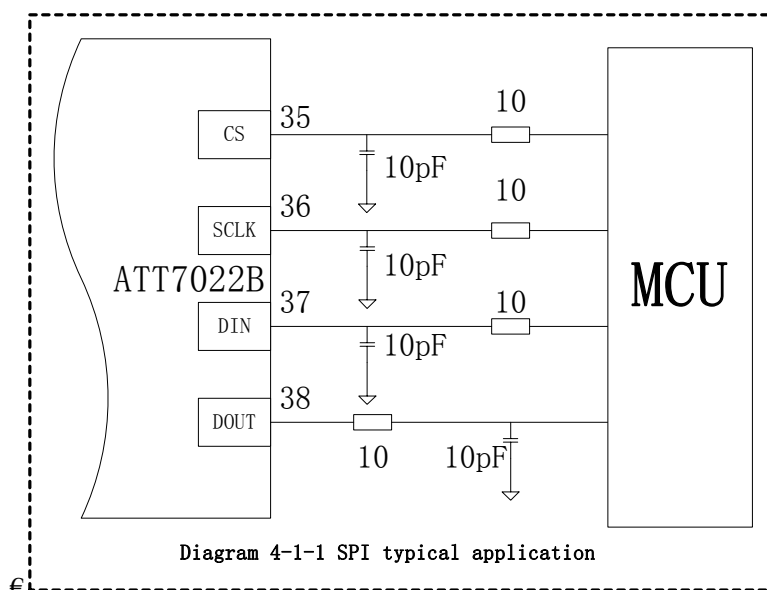 35
10
CS
10pF
36
10
SCLK
10pF
ATT7022B
37
10
MCU
DIN
10pF
38
DOUT
10
10pF
Diagram 4-1-1 SPI typical application
€